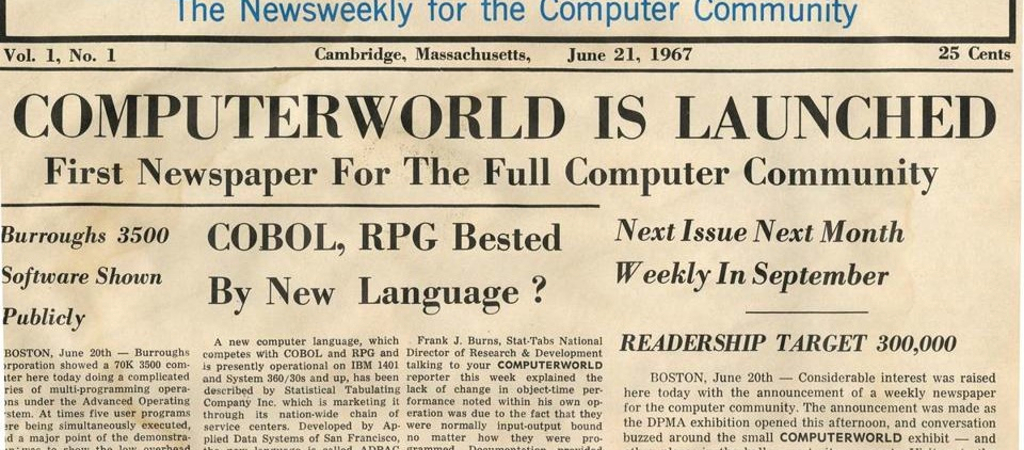 The Newsweekly for the Computer Community
Vol. 1, No. 1 Cambridge, Massachusetts, June 21, 1967 25 Cents
COMPUTERWORLD IS LAUNCHED
First Newspaper For The Full Computer Community
Burroughs 3500
Software Shown
Publicly
BOSTON, June 20th — Burroughs
orporation showed a 70K 3500 com-
ter here today doing a complicated
ries of multi-programming opera-
ns under the Advanced Operating
stem. At times five user programs
ere being simultaneously executed,
d a major point of the demonstra-
COBOL, RPG Bested
By New Language ?
A new computer language, which
competes with COBOL and RPG and
is presently operational on IBM 1401
and System 360/30s and up, has been
described by Statistical Tabulating
Company Inc. which is marketing it
through its nation-wide chain of
service centers. Developed by Ap-
plied Data Systems of San Francisco,
Frank J. Burns, Stat-Tabs National
Director of Research & Development
talking to your COMPUTERWORLD
reporter this week explained the
lack of change in object-time per-
formance noted within his own op-
eration was due to the fact that they
were normally input-output bound
no matter how they were pro-
grammed. Documentation provided
Next Issue Next Month
Weekly In September
READERSHIP TARGET 300,000
BOSTON, June 20th — Considerable interest was raised
here today with the announcement of a weekly newspaper
for the computer community. The announcement was made as
the DPMA exhibition opened this afternoon, and conversation
buzzed around the small COMPUTERWORLD exhibit — and